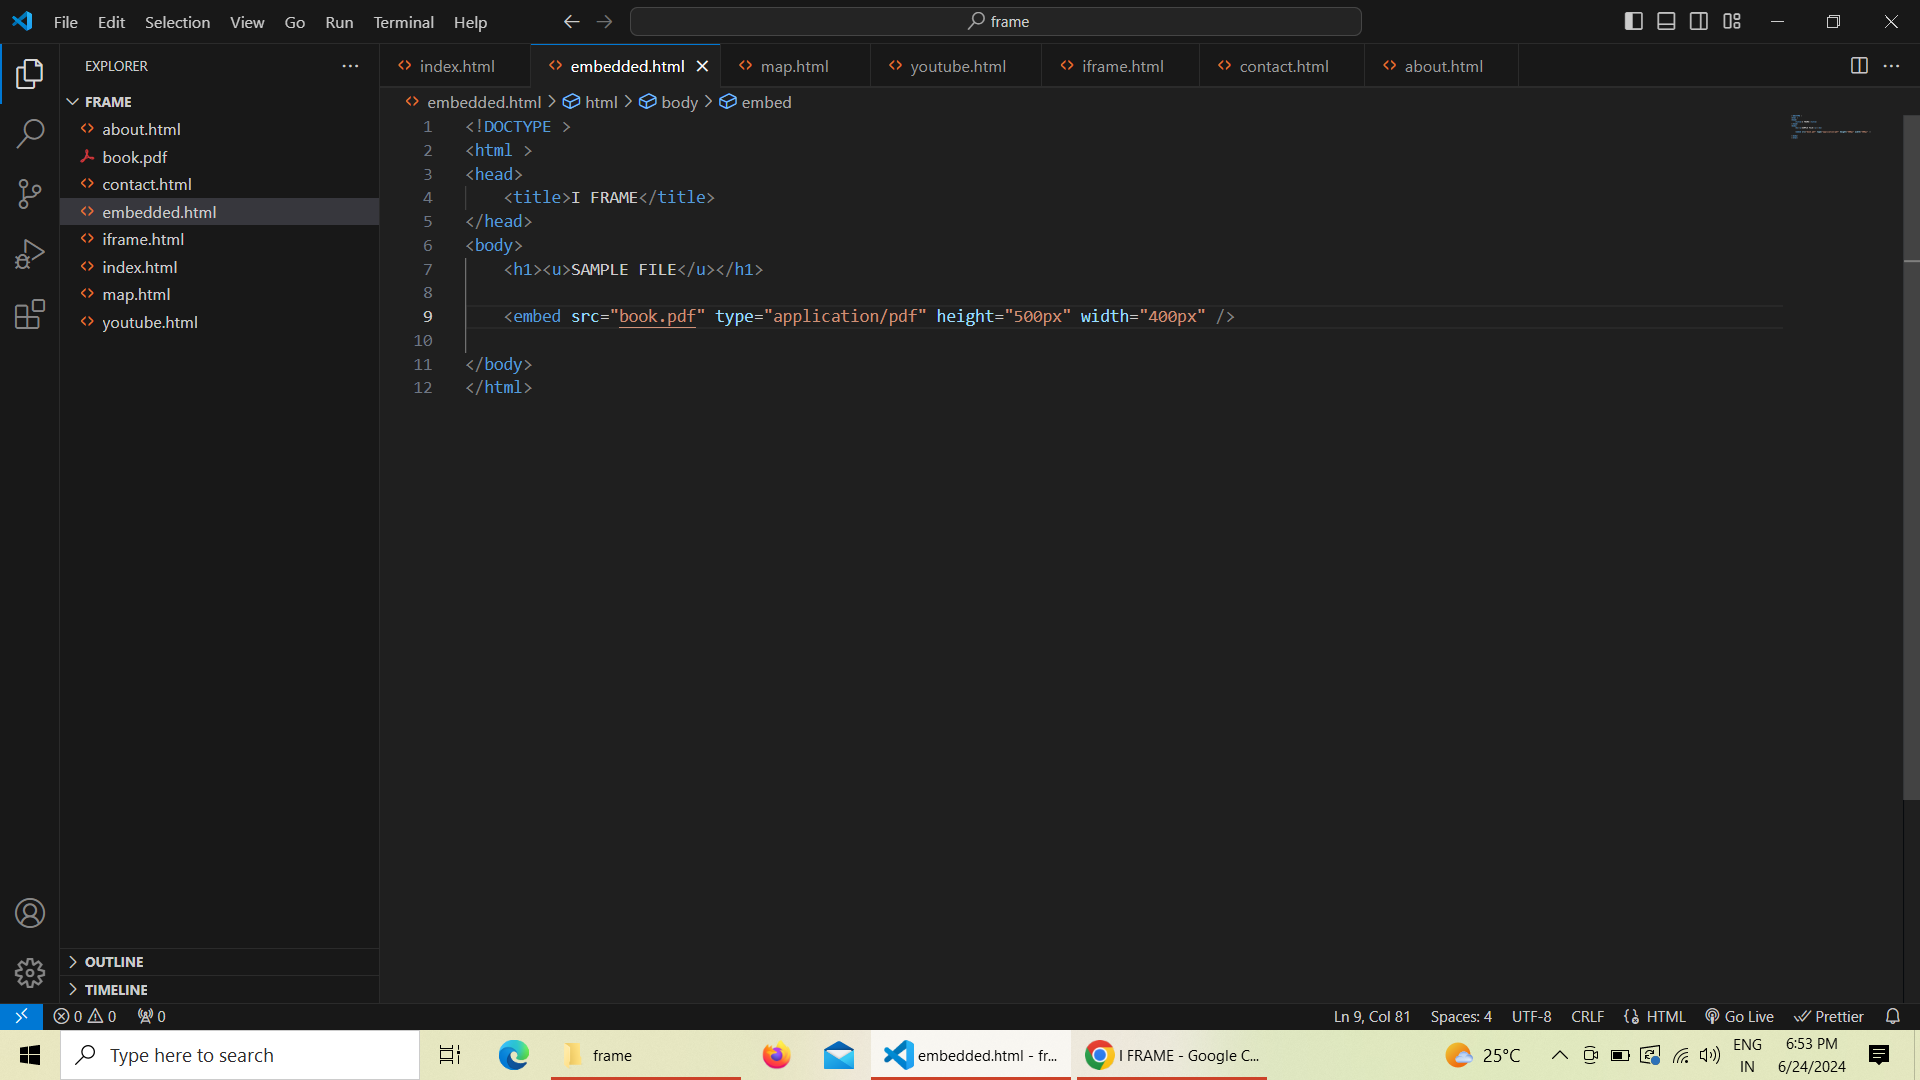 File Edit Selection View Go Run Terminal Help
frame
EXPLORER
FRAME
about.html
book.pdf
contact.html
embedded.html
iframe.html
index.html
map.html
youtube.html
OUTLINE
TIMELINE
index.html embedded.html map.html youtube.html iframe.html contact.html about.html
embedded.html > html > body > embed
1 <!DOCTYPE >
2 <html >
3 <head>
4 <title>I FRAME</title>
5 </head>
6 <body>
7 <h1><u>SAMPLE FILE</u></h1>
8
9 <embed src="book.pdf" type="application/pdf" height="500px" width="400px" />
10
11 </body>
12 </html>
0 0 0
Ln 9, Col 81 Spaces: 4 UTF-8 CRLF HTML Go Live Prettier
Type here to search
frame
embedded.html - fr...
I FRAME - Google C...
25°C
ENG
IN
6:53 PM
6/24/2024